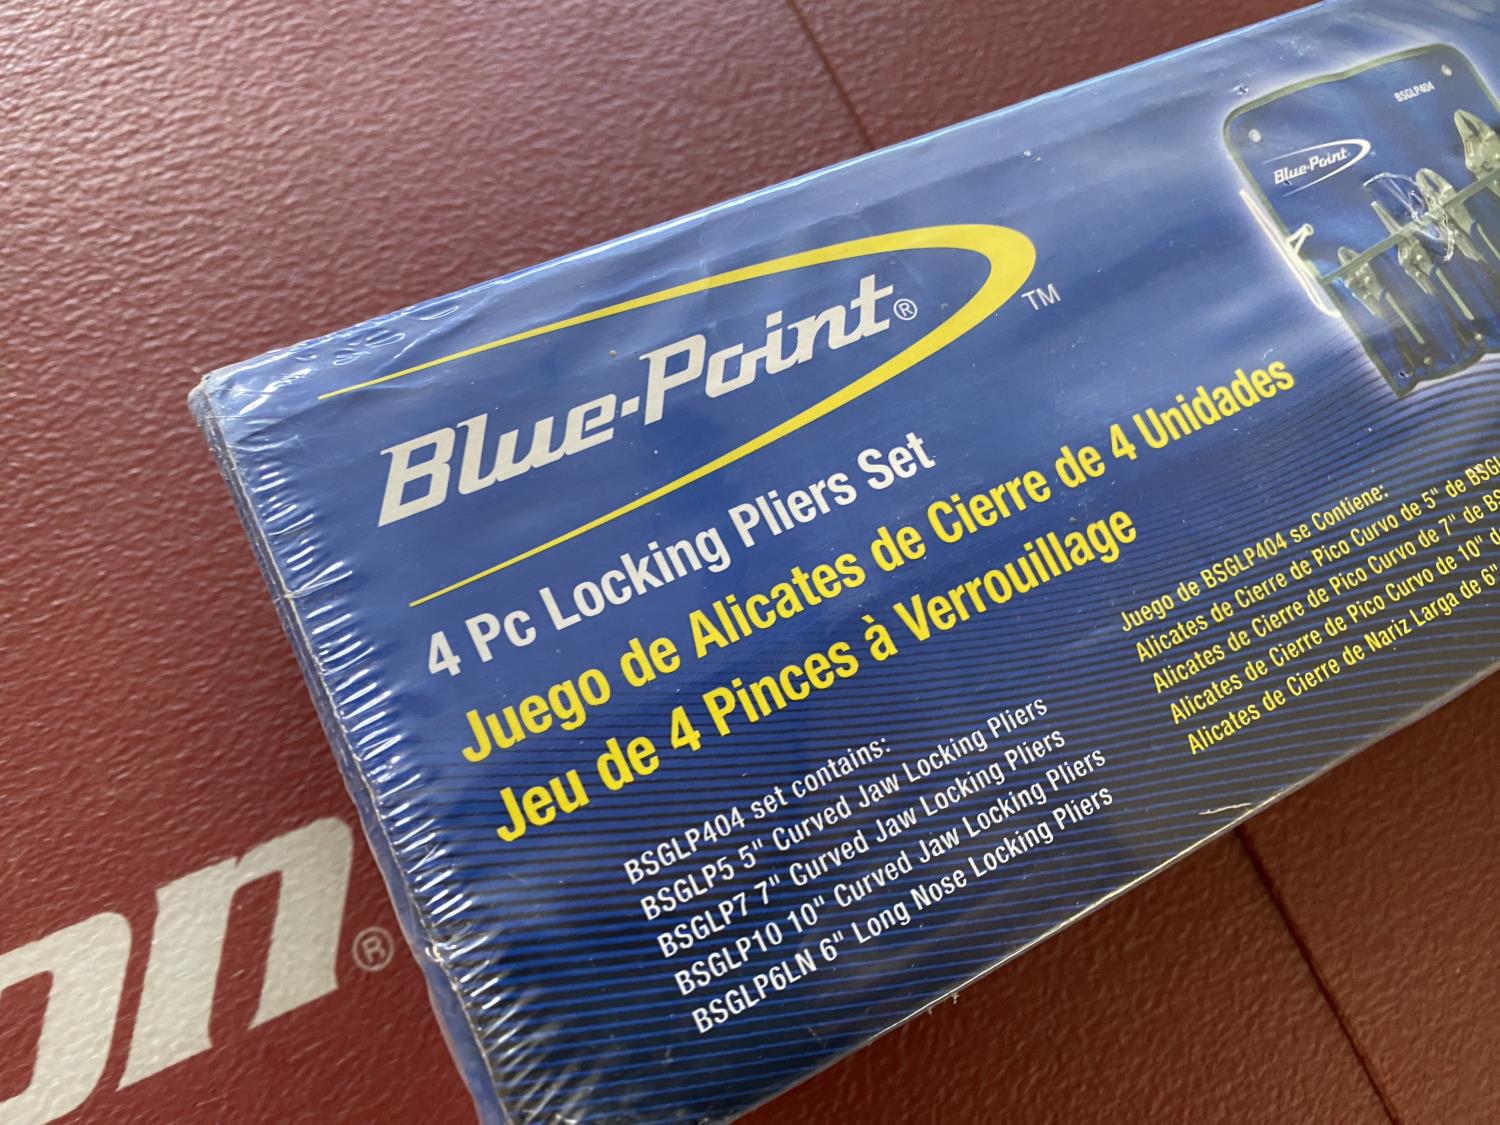 Blue-Point®
TM
4 Pc Locking Pliers Set
Juego de Alicates de Cierre de 4 Unidades
Jeu de 4 Pinces à Verrouillage
BSGLP404 set contains:
BSGLP5 5" Curved Jaw Locking Pliers
BSGLP7 7" Curved Jaw Locking Pliers
BSGLP10 10" Curved Jaw Locking Pliers
BSGLP6LN 6" Long Nose Locking Pliers
Juego de BSGLP404 se Contiene:
Alicates de Cierre de Pico Curvo de 5" de
Alicates de Cierre de Pico Curvo de 7" de
Alicates de Cierre de Pico Curvo de 10"
Alicates de Cierre de Nariz Larga de 6"
BSGLP404
Blue-Point
on®